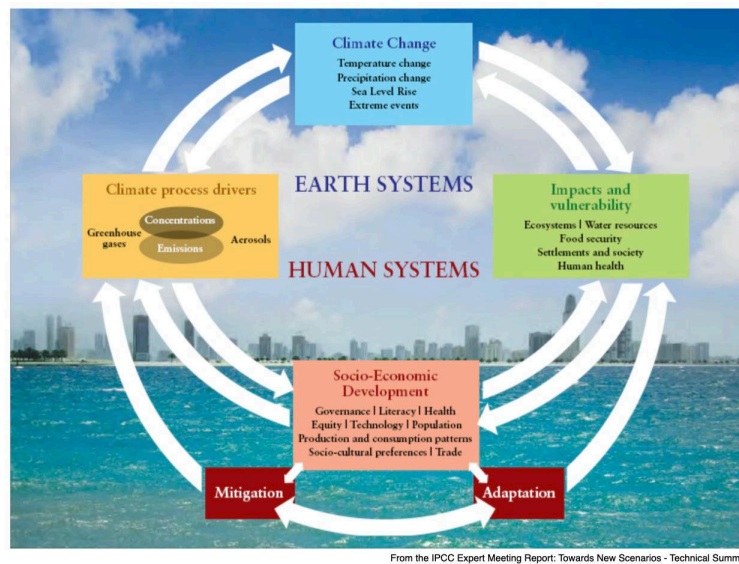 Climate Change
Temperature change
Precipitation change
Sea Level Rise
Extreme events
EARTH SYSTEMS
Climate process drivers
Concentrations
Greenhouse
gases
Emissions
Aerosols
Impacts and
vulnerability
Ecosystems | Water resources
Food security
Settlements and society
Human health
HUMAN SYSTEMS
Socio-Economic
Development
Governance | Literacy | Health
Equity | Technology | Population
Production and consumption patterns
Socio-cultural preferences | Trade
Mitigation
Adaptation
From the IPCC Expert Meeting Report: Towards New Scenarios - Technical Summ